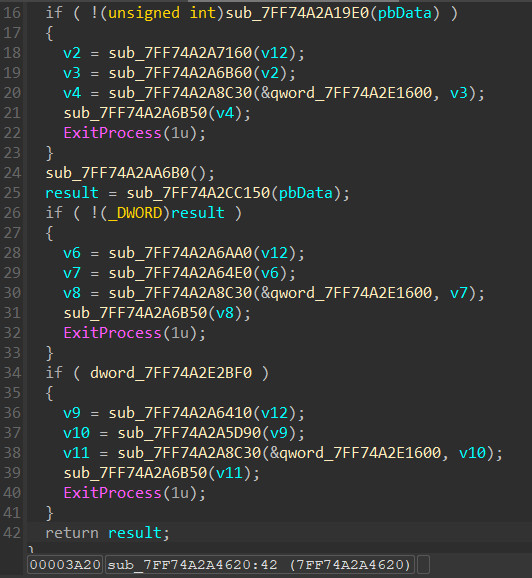 16 if ( !(unsigned int)sub_7FF74A2A19E0(pbData) )
17 {
18 v2 = sub_7FF74A2A7160(v12);
19 v3 = sub_7FF74A2A6B60(v2);
20 v4 = sub_7FF74A2A8C30(&qword_7FF74A2E1600, v3);
21 sub_7FF74A2A6B50(v4);
22 ExitProcess(1u);
23 }
24 sub_7FF74A2AA6B0();
25 result = sub_7FF74A2CC150(pbData);
26 if ( !(_DWORD)result )
27 {
28 v6 = sub_7FF74A2A6AA0(v12);
29 v7 = sub_7FF74A2A64E0(v6);
30 v8 = sub_7FF74A2A8C30(&qword_7FF74A2E1600, v7);
31 sub_7FF74A2A6B50(v8);
32 ExitProcess(1u);
33 }
34 if ( dword_7FF74A2E2BF0 )
35 {
36 v9 = sub_7FF74A2A6410(v12);
37 v10 = sub_7FF74A2A5D90(v9);
38 v11 = sub_7FF74A2A8C30(&qword_7FF74A2E1600, v10);
39 sub_7FF74A2A6B50(v11);
40 ExitProcess(1u);
41 }
42 return result;
}
00003A20 sub_7FF74A2A4620:42 (7FF74A2A4620)